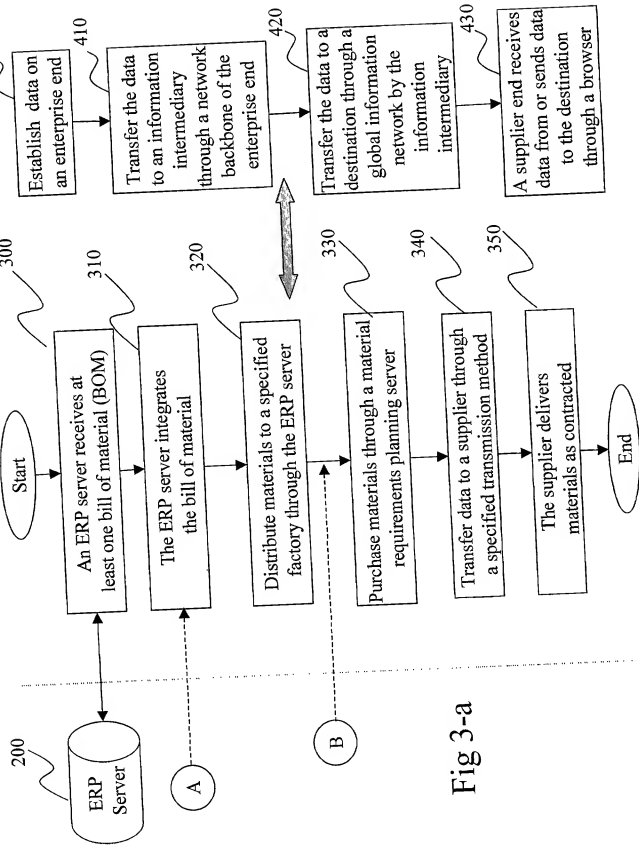 Start
300
An ERP server receives at
least one bill of material (BOM)
310
The ERP server integrates
the bill of material
320
Distribute materials to a specified
factory through the ERP server
330
Purchase materials through a material
requirements planning server
340
Transfer data to a supplier through
a specified transmission method
350
The supplier delivers
materials as contracted
End
200
ERP
Server
A
B
Establish data on
an enterprise end
410
Transfer the data
to an information
intermediary
through a network
backbone of the
enterprise end
420
Transfer the data to a
destination through a
global information
network by the
information
intermediary
430
A supplier end receives
data from or sends data
to the destination
through a browser
Fig 3-a